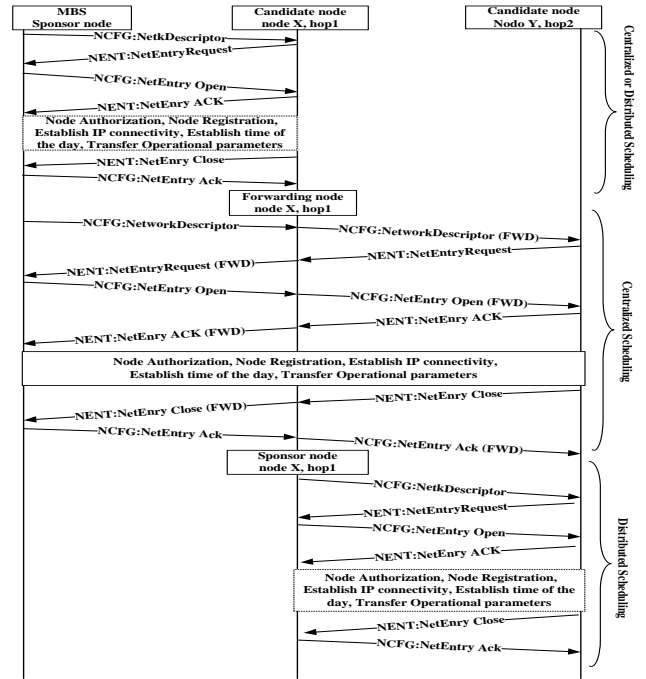 MBS
Sponsor node
Candidate node
node X, hop1
Candidate node
Nodo Y, hop2
NCFG:NetkDescriptor
NENT:NetEntryRequest
NCFG:NetEntry Open
NENT:NetEnry ACK
Node Authorization, Node Registration,
Establish IP connectivity, Establish time of
the day, Transfer Operational parameters
NENT:NetEnry Close
NCFG:NetEntry Ack
Centralized or Distributed Scheduling
Forwarding node
node X, hop1
NCFG:NetworkDescriptor
NCFG:NetworkDescriptor (FWD)
NENT:NetEntryRequest
NENT:NetEntryRequest (FWD)
NCFG:NetEntry Open
NCFG:NetEntry Open (FWD)
NENT:NetEnry ACK
NENT:NetEnry ACK (FWD)
Node Authorization, Node Registration, Establish IP connectivity,
Establish time of the day, Transfer Operational parameters
NENT:NetEnry Close
NENT:NetEnry Close (FWD)
NCFG:NetEntry Ack
NCFG:NetEntry Ack (FWD)
Centralized Scheduling
Sponsor node
node X, hop1
NCFG:NetkDescriptor
NENT:NetEntryRequest
NCFG:NetEntry Open
NENT:NetEnry ACK
Node Authorization, Node Registration,
Establish IP connectivity, Establish time of the
day, Transfer Operational parameters
NENT:NetEnry Close
NCFG:NetEntry Ack
Distributed Scheduling